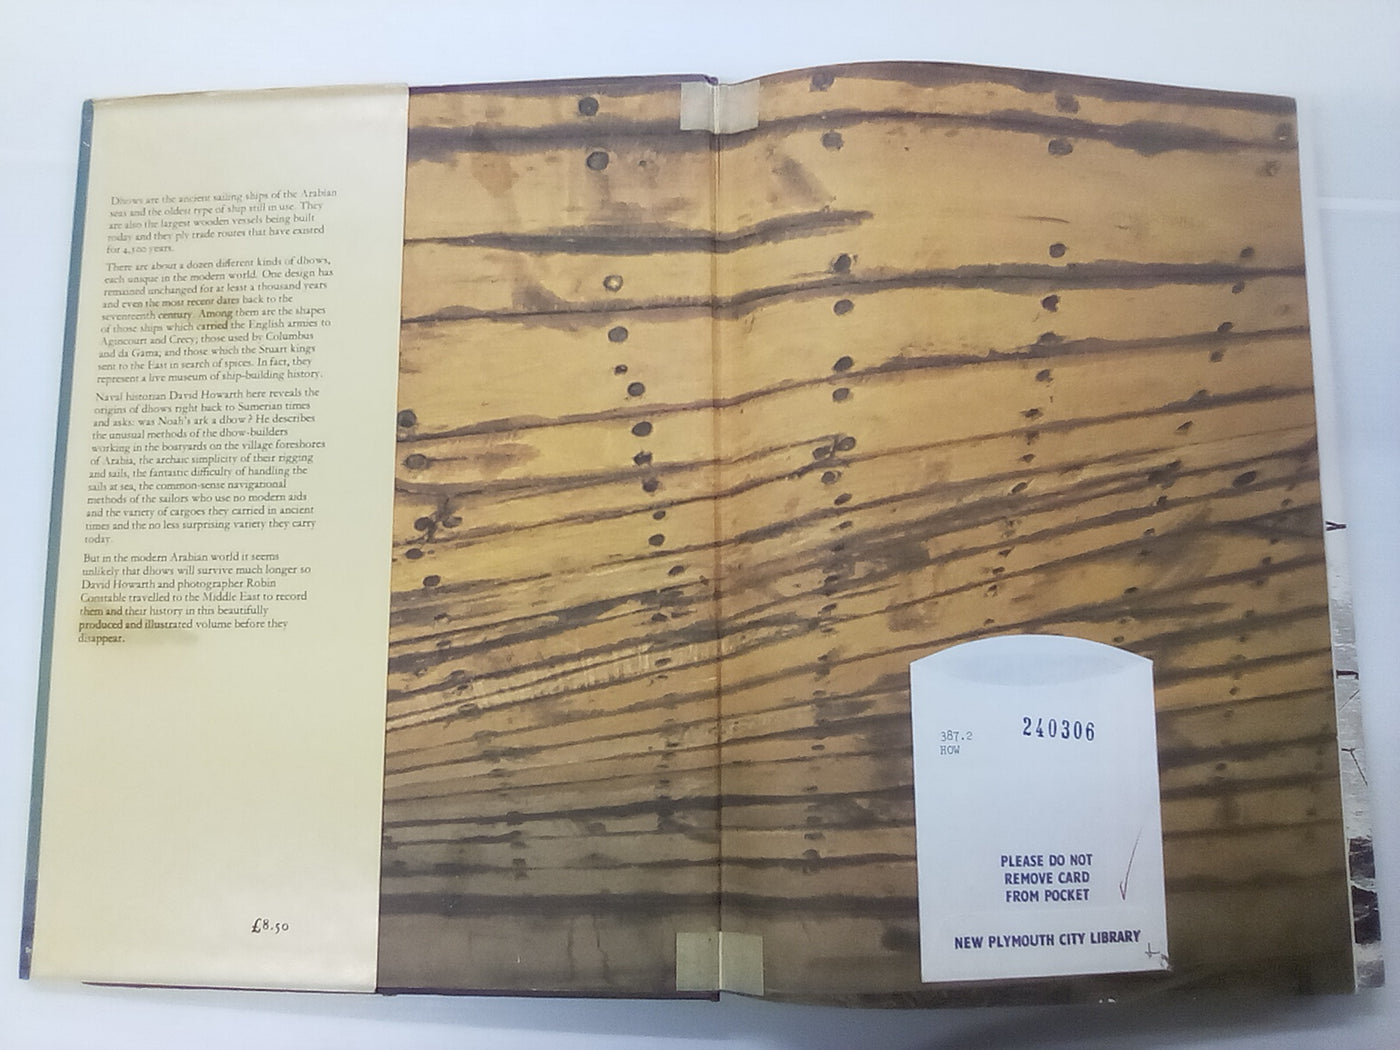 Dhows are the ancient sailing ships of the Arabian
seas and the oldest type of ship still in use. They
are also the largest wooden vessels being built
today and they ply trade routes that have existed
for 4,500 years.
There are about a dozen different kinds of dhows,
each unique in the modern world. One design has
remained unchanged for at least a thousand years
and even the most recent dates back to the
seventeenth century. Among them are the shapes
of those ships which carried the English armies to
Agincourt and Crecy; those used by Columbus
and da Gama; and those which the Stuart kings
sent to the East in search of spices. In fact, they
represent a live museum of ship-building history.
Naval historian David Howarth here reveals the
origins of dhows right back to Sumerian times
and asks: was Noah's ark a dhow? He describes
the unusual methods of the dhow-builders
working in the boatyards on the village foreshores
of Arabia, the archaic simplicity of their rigging
and sails, the fantastic difficulty of handling the
sails at sea, the common-sense navigational
methods of the sailors who use no modern aids
and the variety of cargoes they carried in ancient
times and the no less surprising variety they carry
today.
But in the modern Arabian world it seems
unlikely that dhows will survive much longer so
David Howarth and photographer Robin
Constable travelled to the Middle East to record
them and their history in this beautifully
produced and illustrated volume before they
disappear.
£8.50
387.2
HOW
240306
PLEASE DO NOT
REMOVE CARD
FROM POCKET
NEW PLYMOUTH CITY LIBRARY